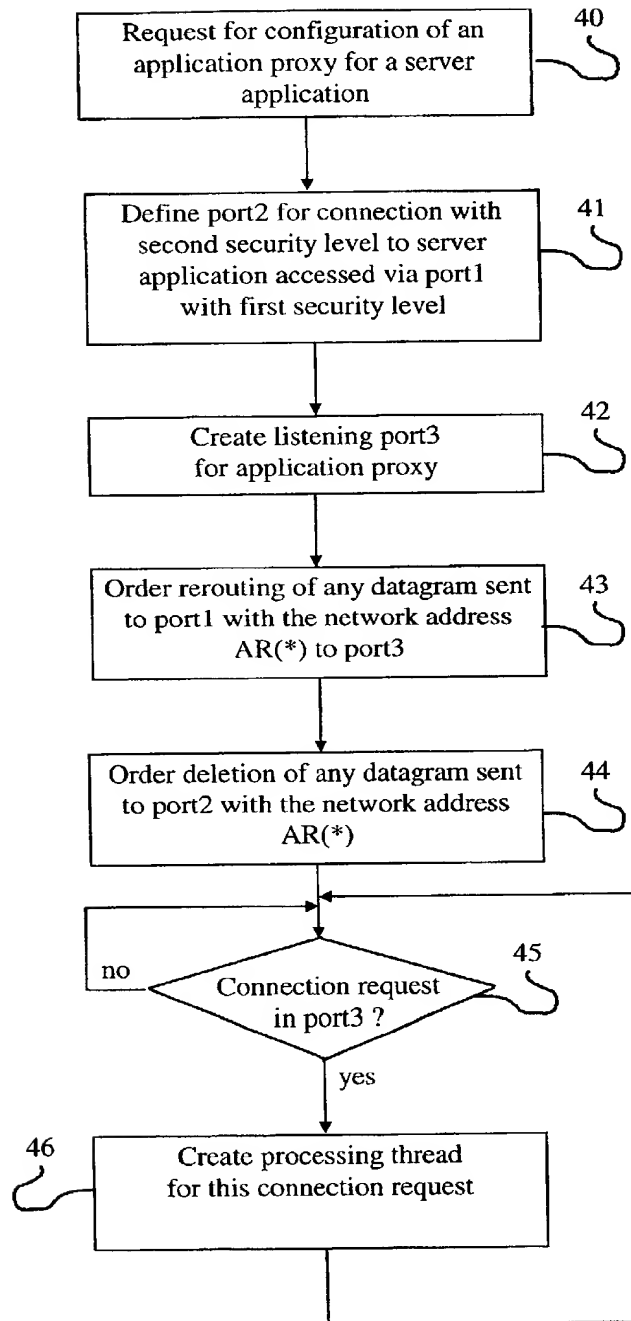 40
Request for configuration of an
application proxy for a server
application
41
Define port2 for connection with
second security level to server
application accessed via port1
with first security level
42
Create listening port3
for application proxy
43
Order rerouting of any datagram sent
to port1 with the network address
AR(*) to port3
44
Order deletion of any datagram sent
to port2 with the network address
AR(*)
45
no
Connection request
in port3 ?
yes
46
Create processing thread
for this connection request